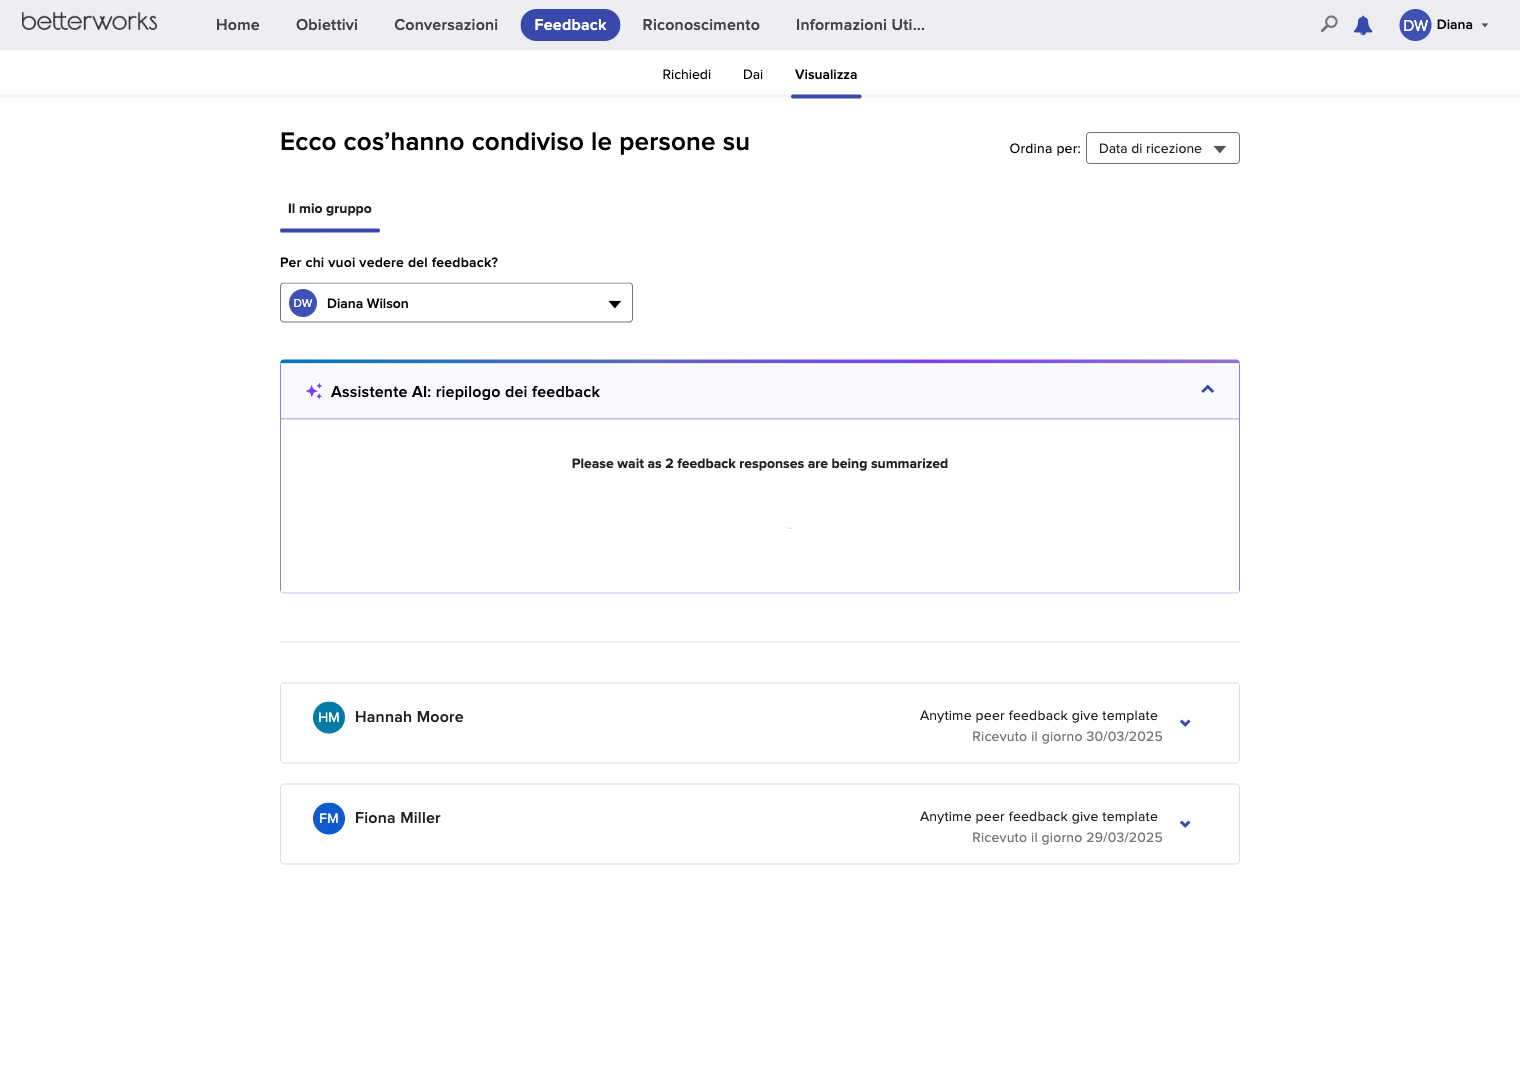 betterworks
Home Obiettivi Conversazioni Feedback Riconoscimento Informazioni Uti...
DW Diana
Richiedi Dai Visualizza
Ecco cos’hanno condiviso le persone su
Ordina per: Data di ricezione
Il mio gruppo
Per chi vuoi vedere del feedback?
DW Diana Wilson
Assistente AI: riepilogo dei feedback
Please wait as 2 feedback responses are being summarized
HM Hannah Moore
Anytime peer feedback give template
Ricevuto il giorno 30/03/2025
FM Fiona Miller
Anytime peer feedback give template
Ricevuto il giorno 29/03/2025